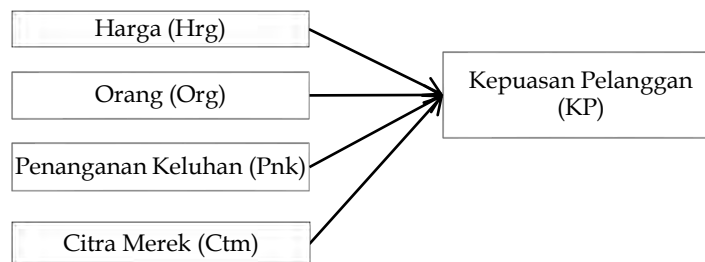 Harga (Hrg)
Orang (Org)
Penanganan Keluhan (Pnk)
Citra Merek (Ctm)
Kepuasan Pelanggan
(KP)